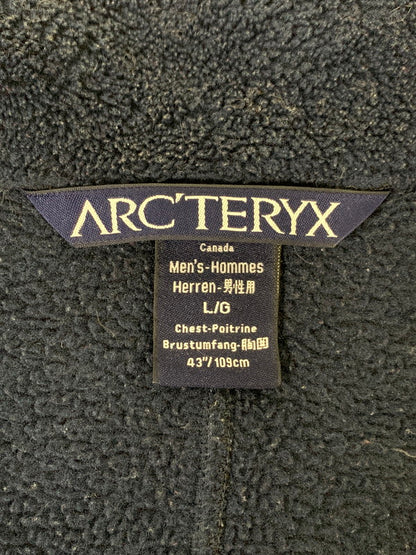 ARC'TERYX
Canada
Men's-Hommes
Herren-男性用
L/G
Chest-Poitrine
Brustumfang-胸囲
43"/109cm